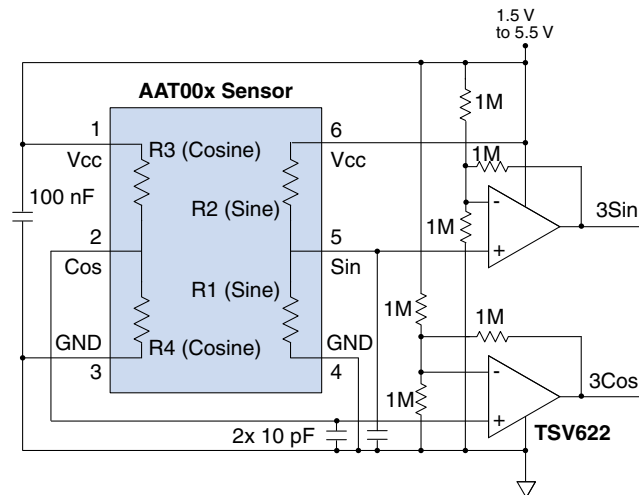 1.5 V
to 5.5 V
AAT00x Sensor
1M
1
6
Vcc
R3 (Cosine)
Vcc
1M
100 nF
R2 (Sine)
-
3Sin
2
5
1M
+
Cos
Sin
R1 (Sine)
1M
1M
GND
R4 (Cosine)
GND
3
4
-
3Cos
1M
+
2x 10 pF
TSV622